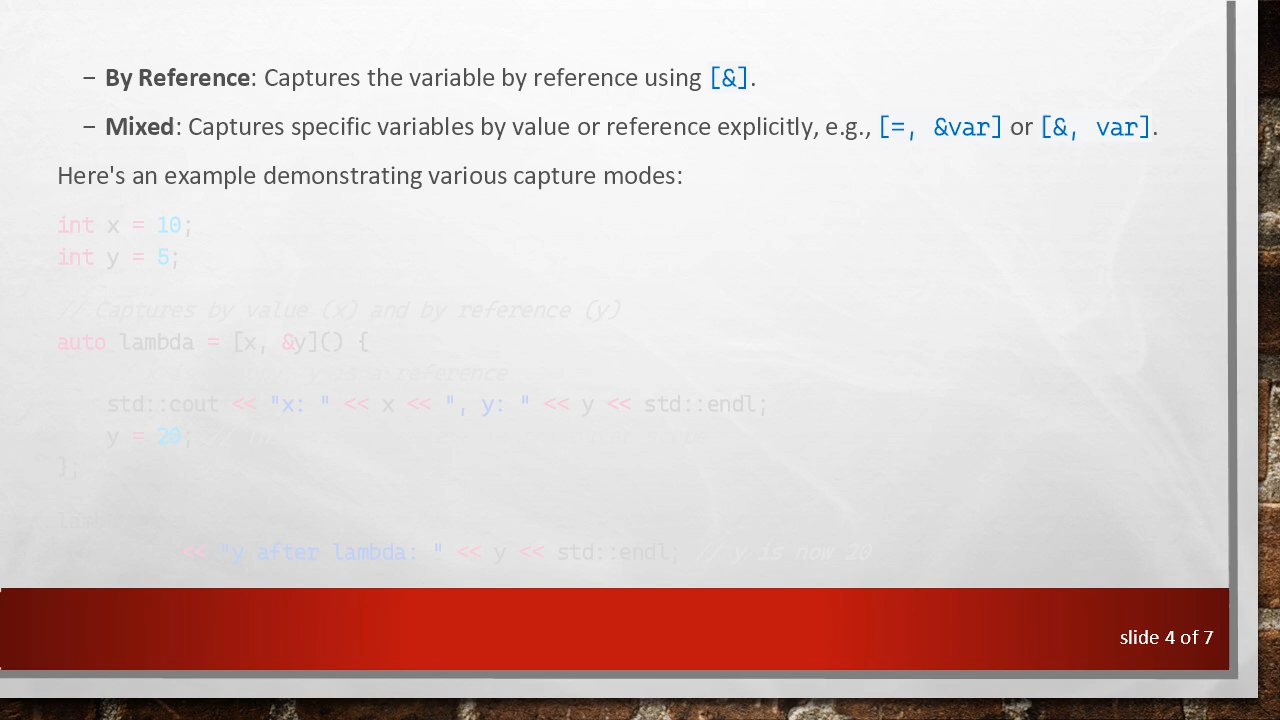 – By Reference: Captures the variable by reference using [&].
– Mixed: Captures specific variables by value or reference explicitly, e.g., [=, &var] or [&, var].
Here's an example demonstrating various capture modes:
int x = 10;
int y = 5;
// Captures by value (x) and by reference (y)
auto lambda = [x, &y]() {
y is a reference
std::cout << "x: " << x << ", y: " << y << std::endl;
y = 20; //
};
<< "y after lambda: " << y << std::endl; // y is now 20
slide 4 of 7